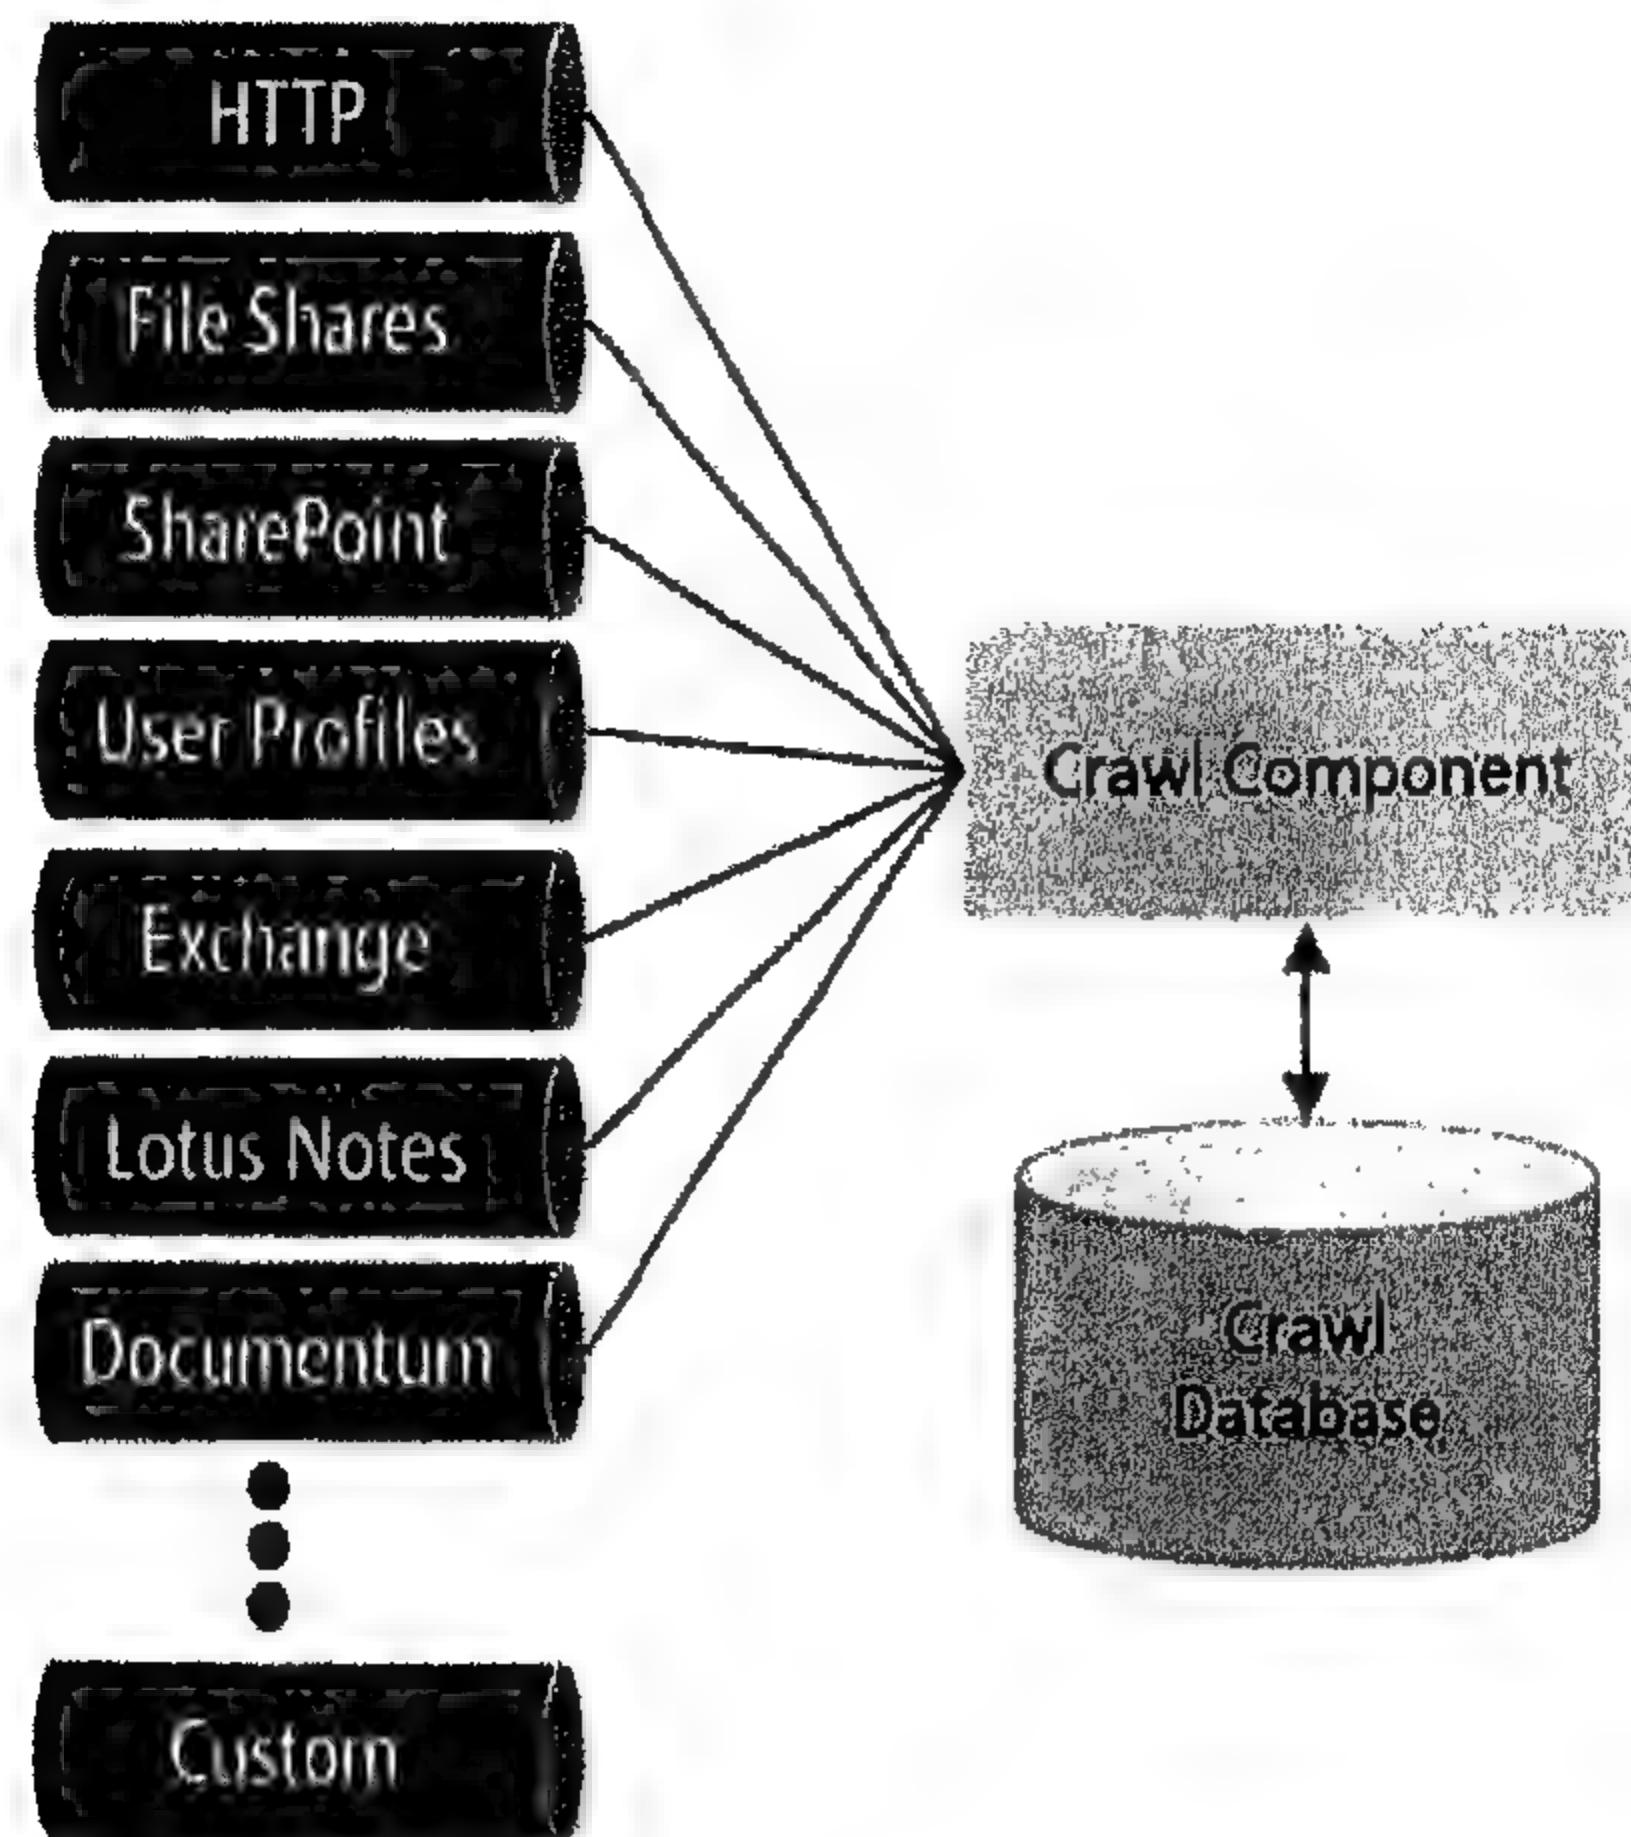 HTTP
File Shares
SharePoint
User Profiles
Exchange
Lotus Notes
Documentum
Custom
Crawl Component
Crawl
Database